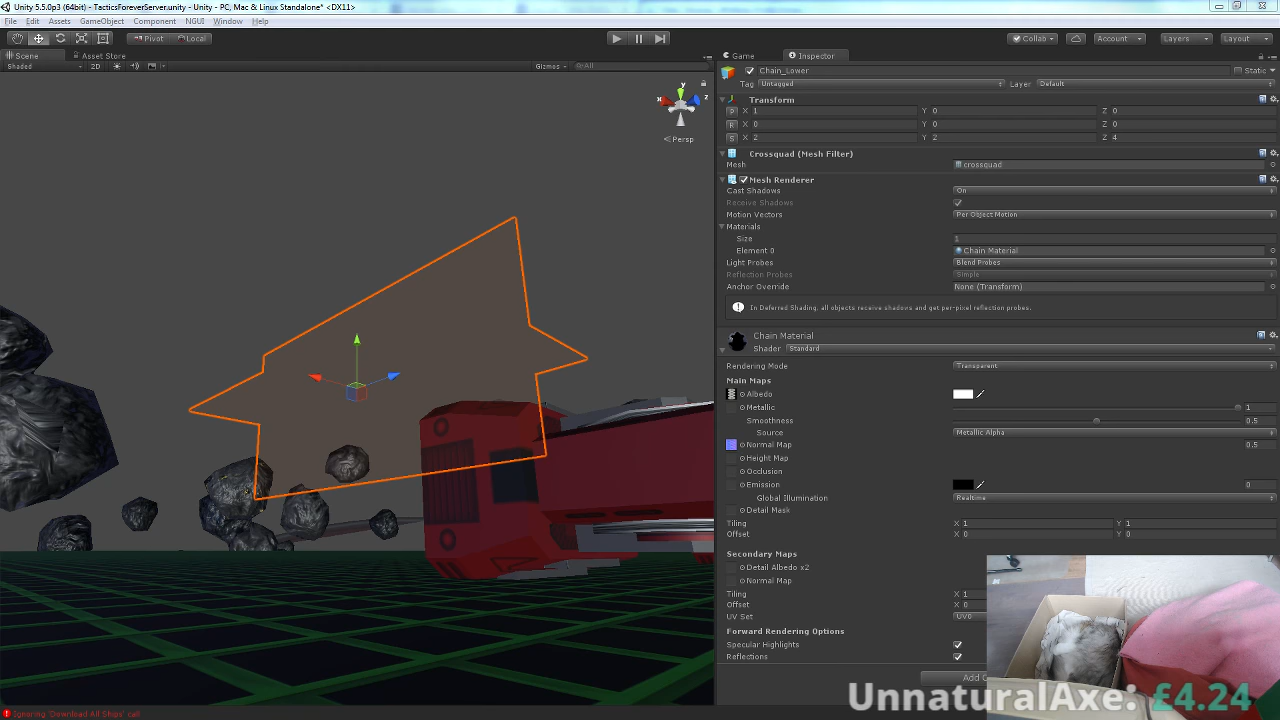 Unity 5.5.0p3 (64bit) - TacticsForeverServer.unity - Unity - PC, Mac & Linux Standalone* <DX11>
File Edit Assets GameObject Component NGUI Window Help
Pivot Local Collab Account Layers Layout
Scene Asset Store Game Inspector
Shaded 2D Gizmos All
Chain_Lower Static
Tag Untagged Layer Default
Transform
P X 1 Y 0 Z 0
R X 0 Y 0 Z 0
S X 2 Y 2 Z 4
Crossquad (Mesh Filter)
Mesh crossquad
Mesh Renderer
Cast Shadows On
Receive Shadows
Motion Vectors Per Object Motion
Materials
Size 1
Element 0 Chain Material
Light Probes Blend Probes
Reflection Probes Simple
Anchor Override None (Transform)
In Deferred Shading, all objects receive shadows and get per-pixel reflection probes.
Chain Material
Shader Standard
Rendering Mode Transparent
Main Maps
Albedo
Metallic 1
Smoothness 0.5
Source Metallic Alpha
Normal Map 0.5
Height Map
Occlusion
Emission 0
Global Illumination Realtime
Detail Mask
Tiling X 1 Y 1
Offset X 0 Y 0
Secondary Maps
Detail Albedo x2
Normal Map
Tiling X 1
Offset X 0
UV Set UV0
Forward Rendering Options
Specular Highlights
Reflections
Add C
x y z
Persp
UnnaturalAxe: £4.24
Ignoring 'Download All Ships' call